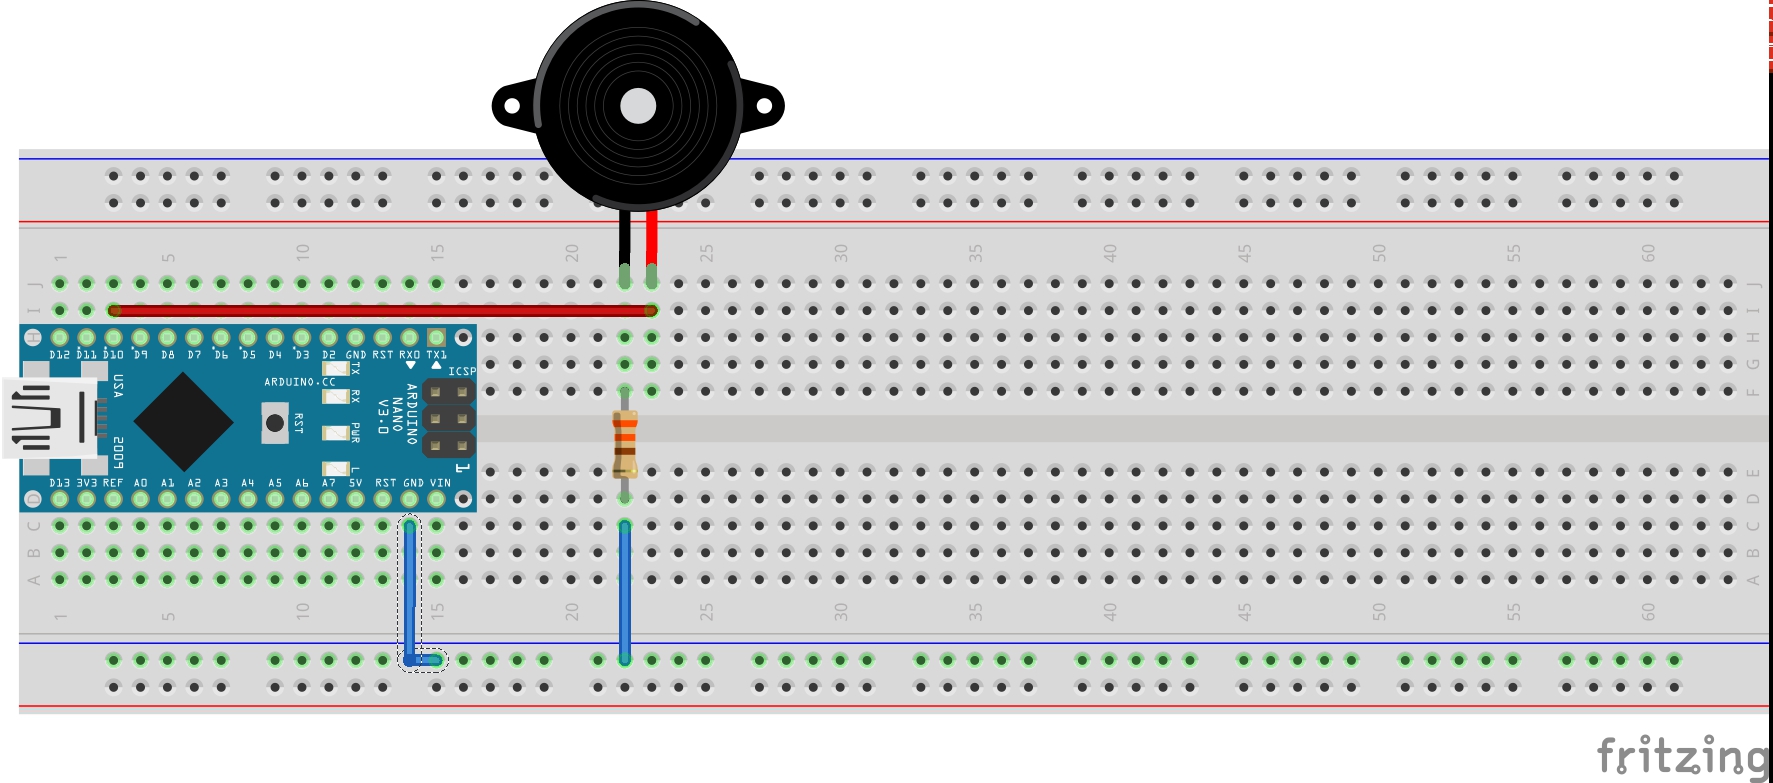 1 5 10 15 20 25 30 35 40 45 50 55 60
J J
I I
H H
D12 D11 D10 D9 D8 D7 D6 D5 D4 D3 D2 GND RST RX0 TX1
G G
TX
ICSP
USA
ARDUINO.CC
RX
ARDUINO
NANO
V3.0
F F
RST
PWR
2009
L
1
E E
D13 3V3 REF A0 A1 A2 A3 A4 A5 A6 A7 5V RST GND VIN
D D
C C
B B
A A
1 5 10 15 20 25 30 35 40 45 50 55 60
fritzing